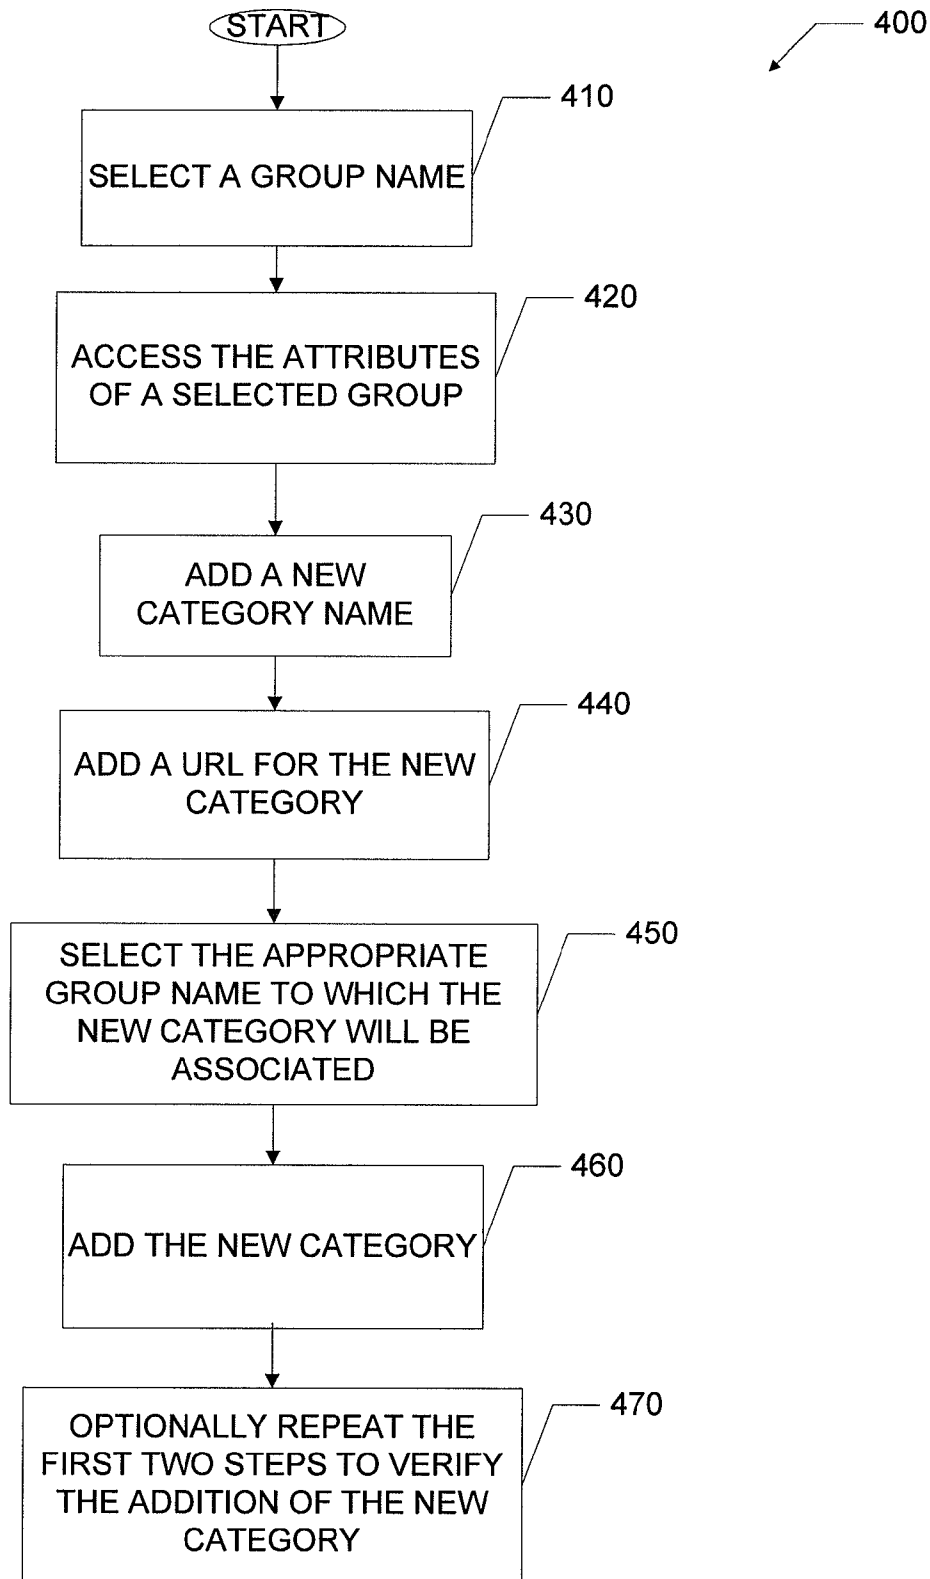 START
400
410
SELECT A GROUP NAME
420
ACCESS THE ATTRIBUTES
OF A SELECTED GROUP
430
ADD A NEW
CATEGORY NAME
440
ADD A URL FOR THE NEW
CATEGORY
450
SELECT THE APPROPRIATE
GROUP NAME TO WHICH THE
NEW CATEGORY WILL BE
ASSOCIATED
460
ADD THE NEW CATEGORY
470
OPTIONALLY REPEAT THE
FIRST TWO STEPS TO VERIFY
THE ADDITION OF THE NEW
CATEGORY